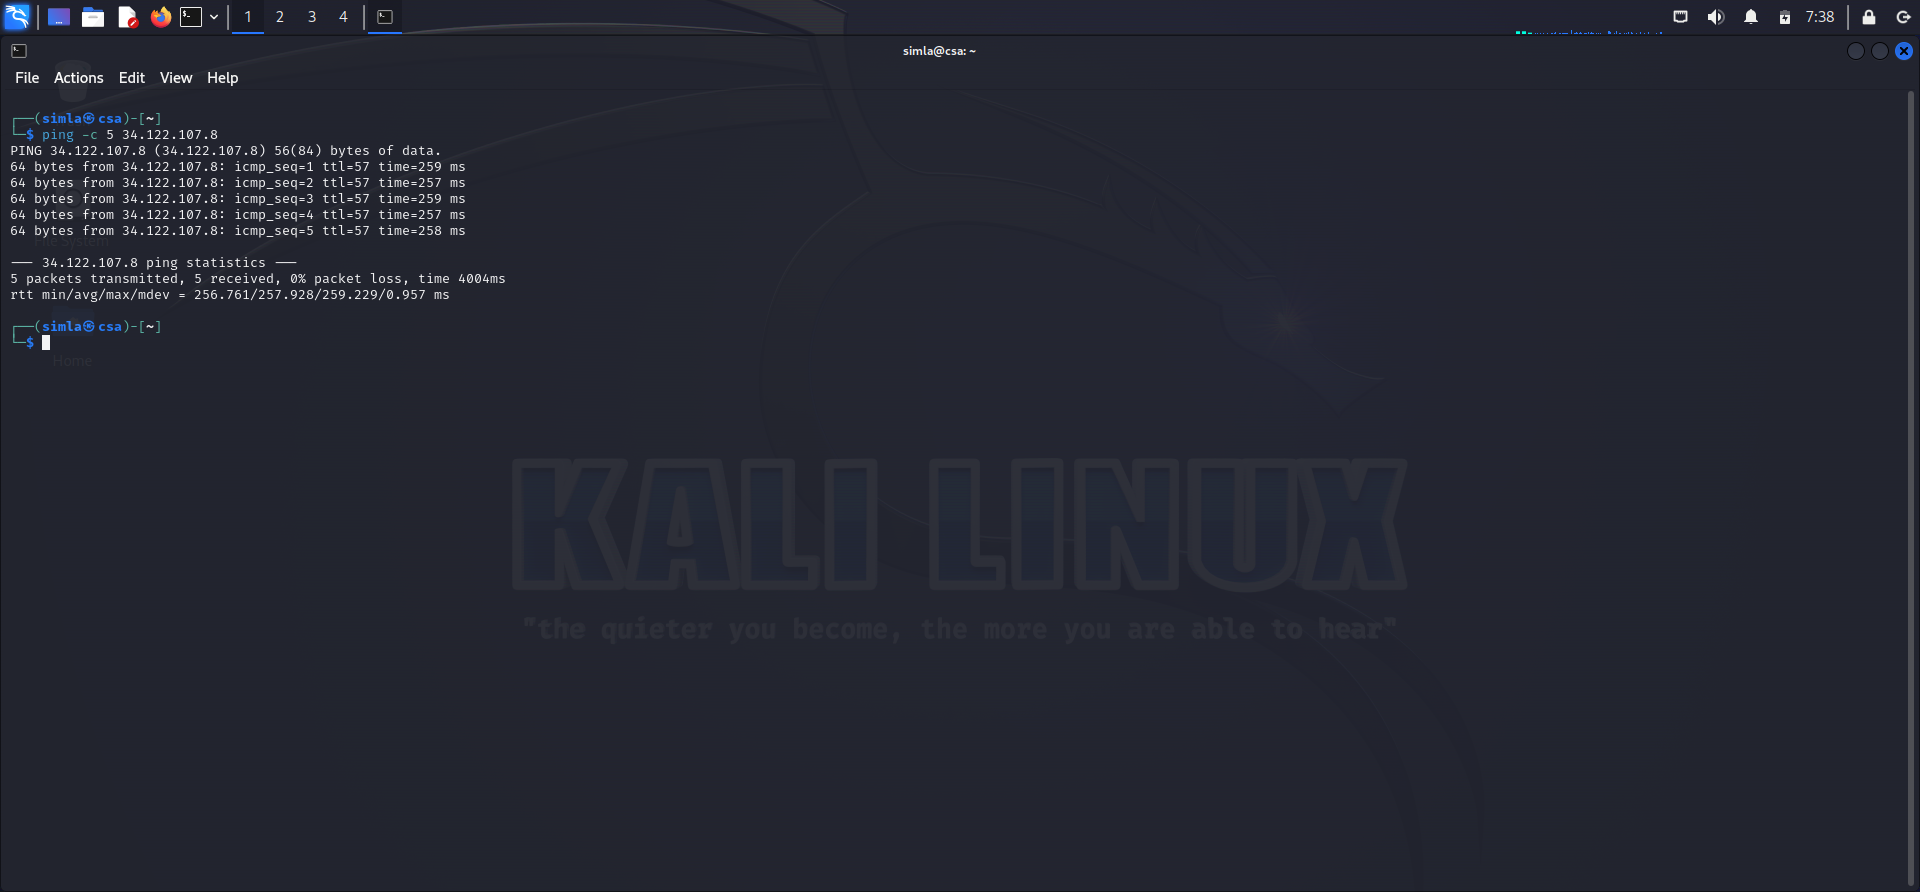 1 2 3 4 7:38
simla@csa: ~
File Actions Edit View Help
┌──(simla㉿csa)-[~]
└─$ ping -c 5 34.122.107.8
PING 34.122.107.8 (34.122.107.8) 56(84) bytes of data.
64 bytes from 34.122.107.8: icmp_seq=1 ttl=57 time=259 ms
64 bytes from 34.122.107.8: icmp_seq=2 ttl=57 time=257 ms
64 bytes from 34.122.107.8: icmp_seq=3 ttl=57 time=259 ms
64 bytes from 34.122.107.8: icmp_seq=4 ttl=57 time=257 ms
64 bytes from 34.122.107.8: icmp_seq=5 ttl=57 time=258 ms
File System
--- 34.122.107.8 ping statistics ---
5 packets transmitted, 5 received, 0% packet loss, time 4004ms
rtt min/avg/max/mdev = 256.761/257.928/259.229/0.957 ms
┌──(simla㉿csa)-[~]
└─$
Home
KALI LINUX
"the quieter you become, the more you are able to hear"